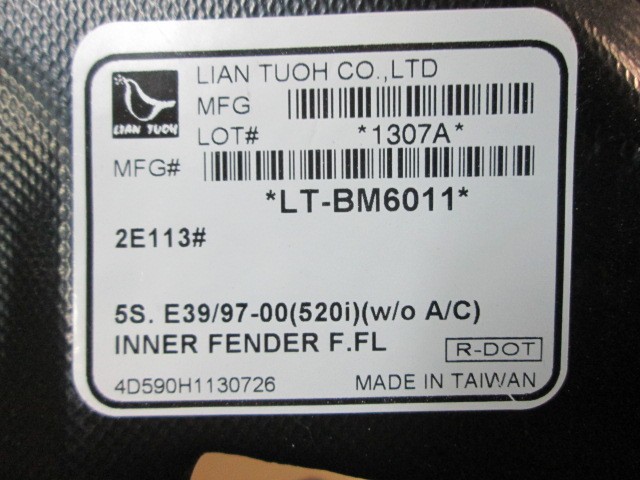 LIAN TUOH CO.,LTD
LIAN TUOH
MFG
LOT# *1307A*
MFG#
*LT-BM6011*
2E113#
5S. E39/97-00(520i)(w/o A/C)
INNER FENDER F.FL R-DOT
4D590H1130726 MADE IN TAIWAN